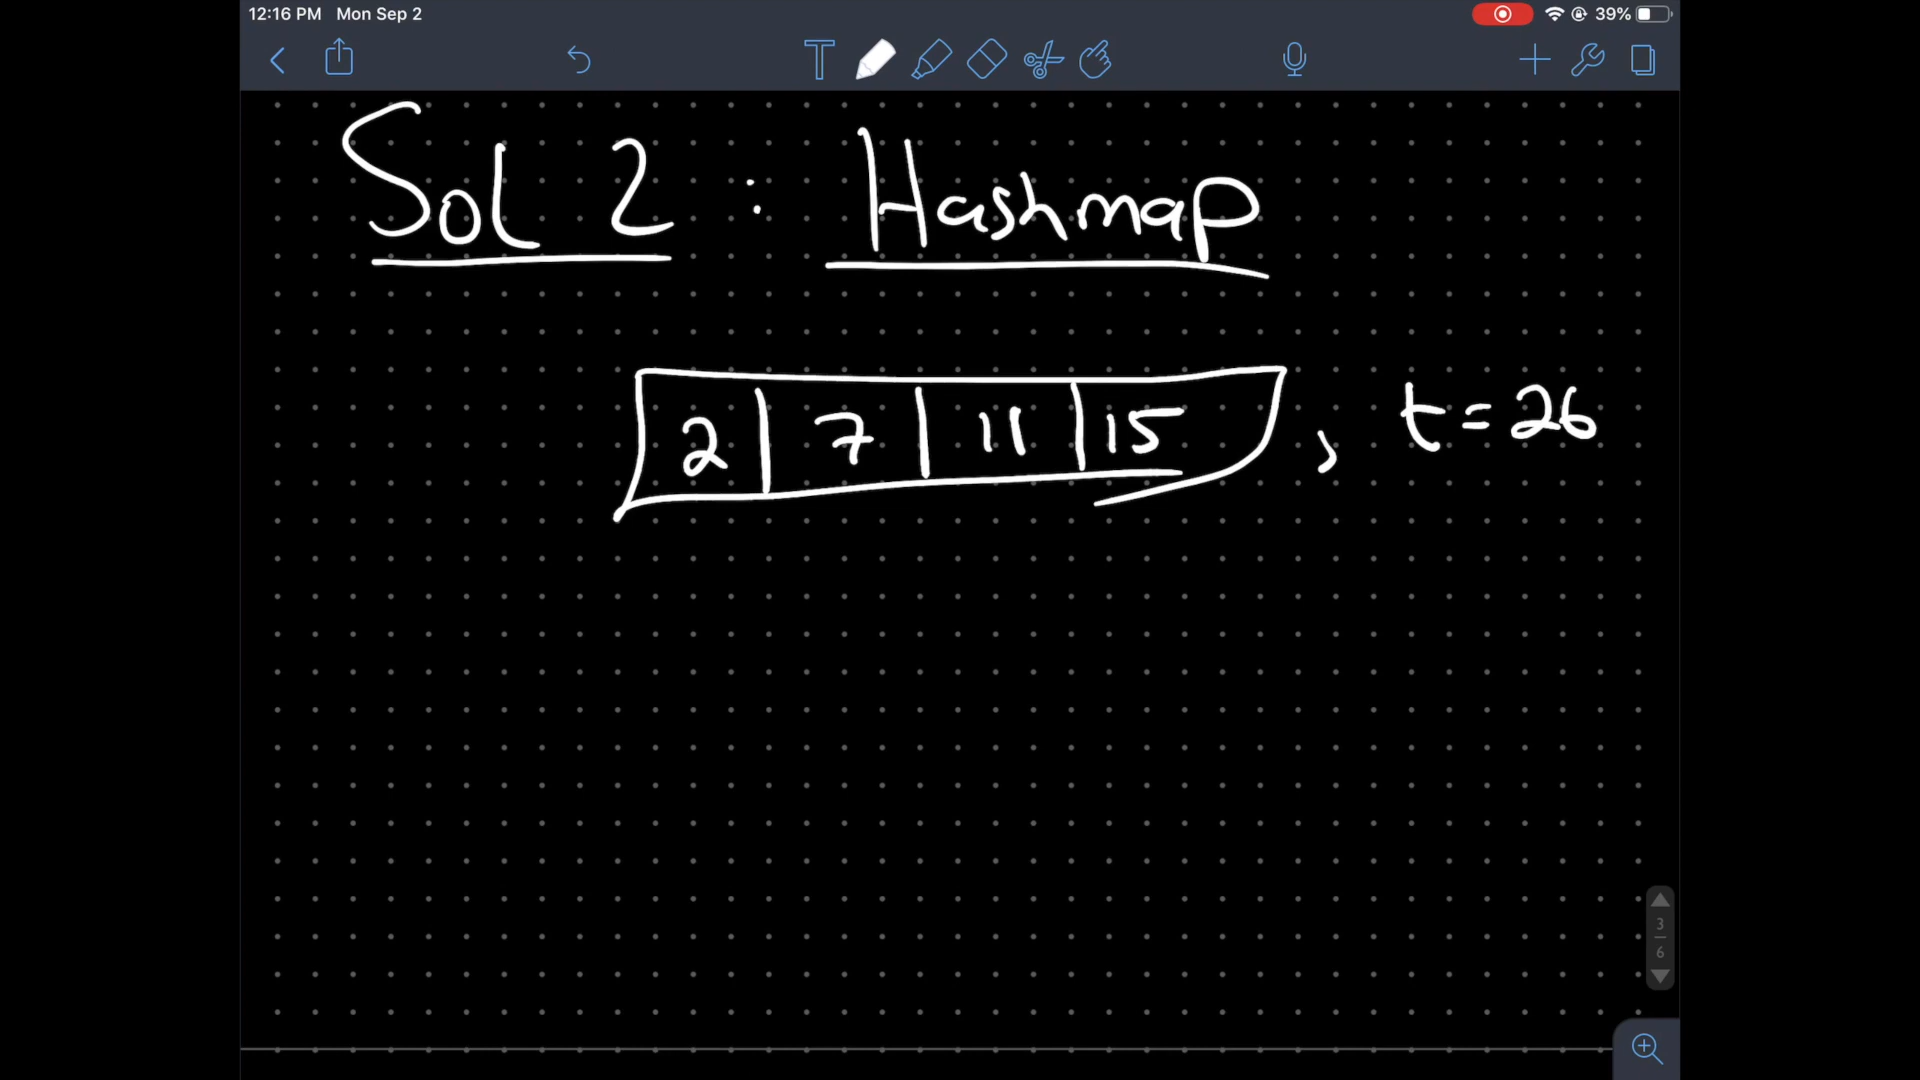 12:16 PM Mon Sep 2 39%
T
Sol 2 : Hashmap
2 7 11 15 , t = 26
3
6